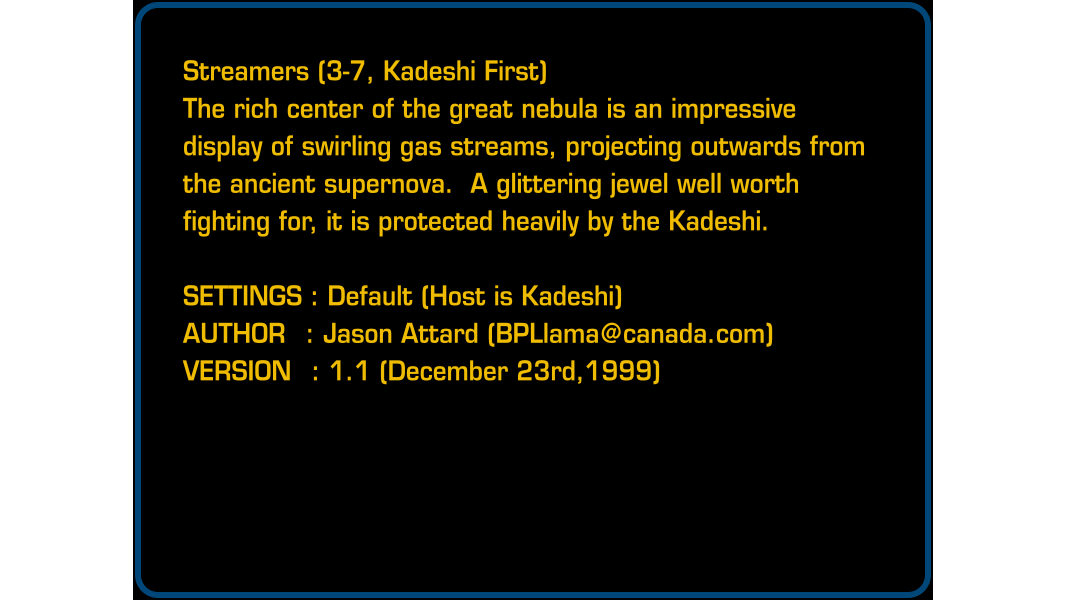 Streamers (3-7, Kadeshi First)
The rich center of the great nebula is an impressive
display of swirling gas streams, projecting outwards from
the ancient supernova.  A glittering jewel well worth
fighting for, it is protected heavily by the Kadeshi.

SETTINGS : Default (Host is Kadeshi)
AUTHOR   : Jason Attard (BPLlama@canada.com)
VERSION   : 1.1 (December 23rd,1999)